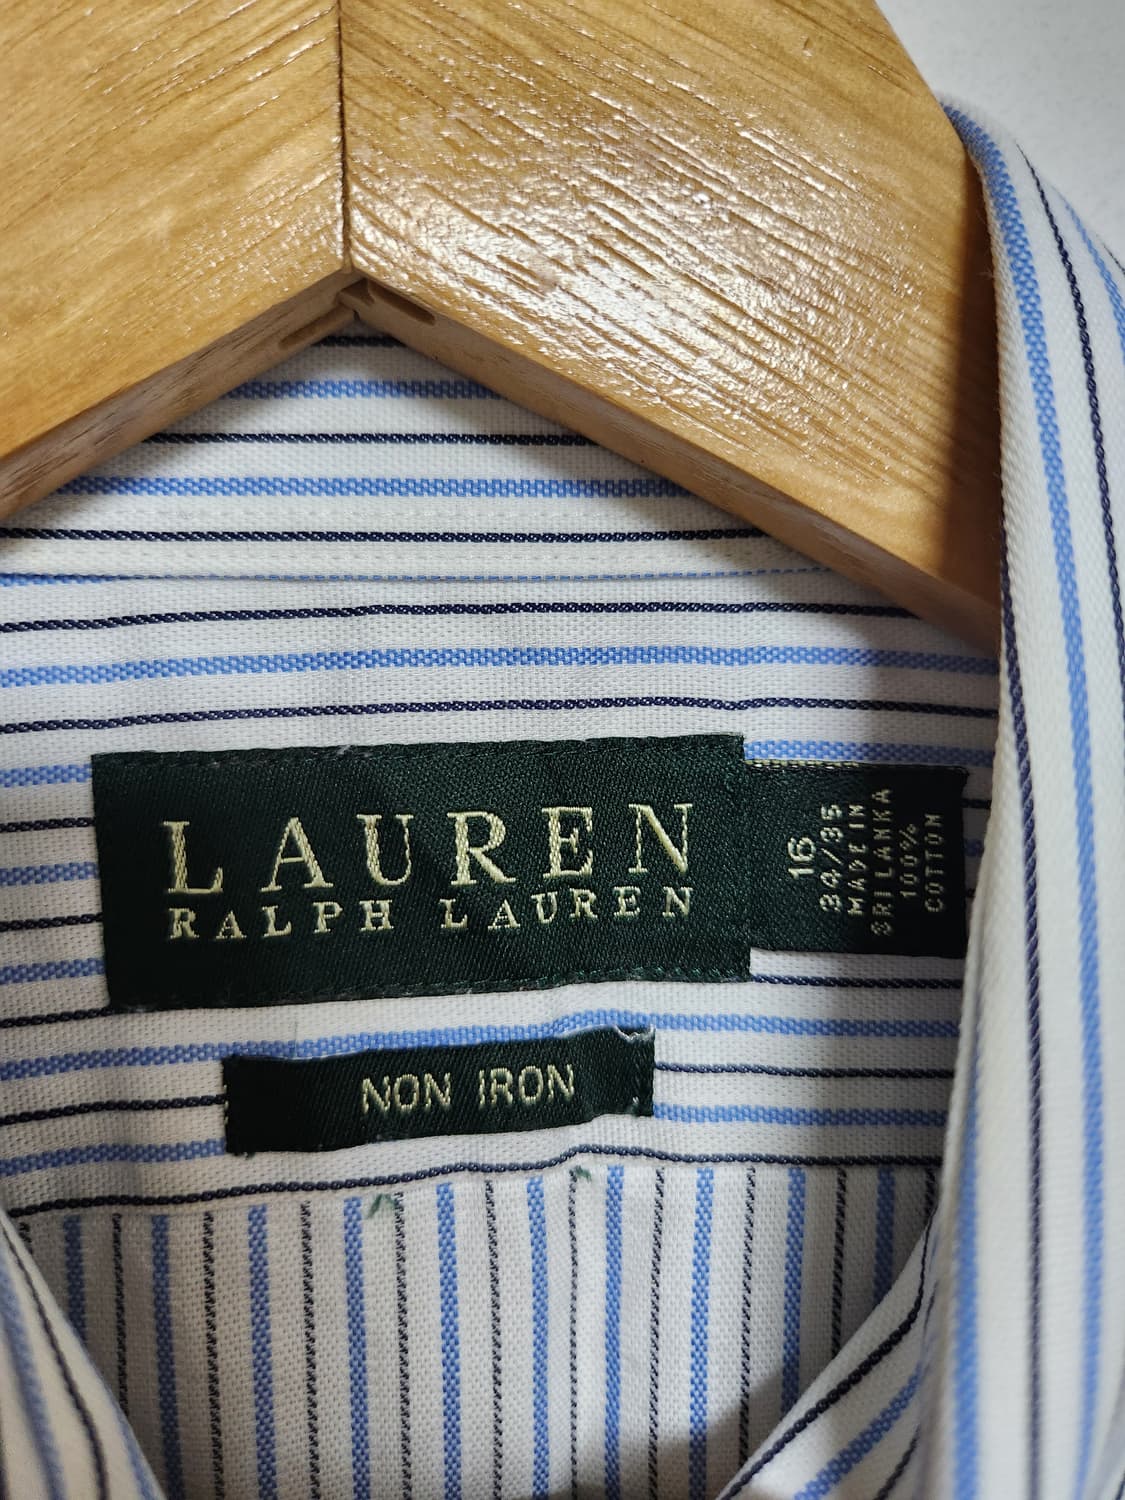 LAUREN
RALPH LAUREN
16
34/35
MADE IN
SRI LANKA
100%
COTTON
NON IRON